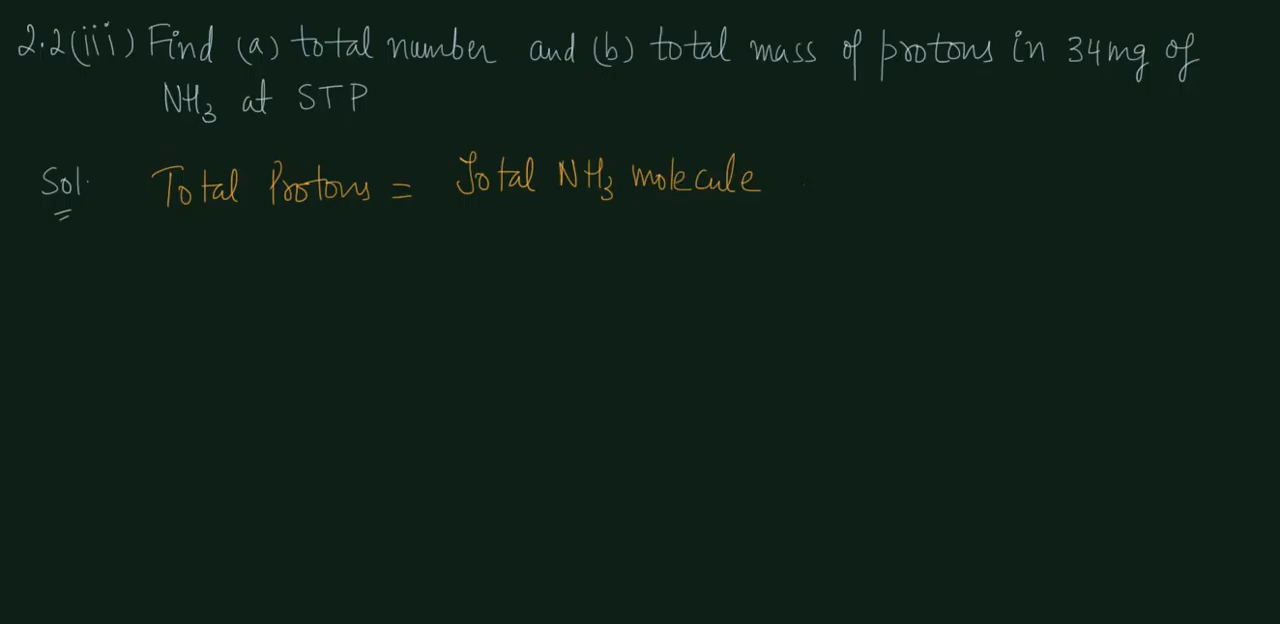 2.2(iii) Find (a) total number and (b) total mass of protons in 34mg of
NH3 at STP
Sol. Total Protons = Total NH3 molecule